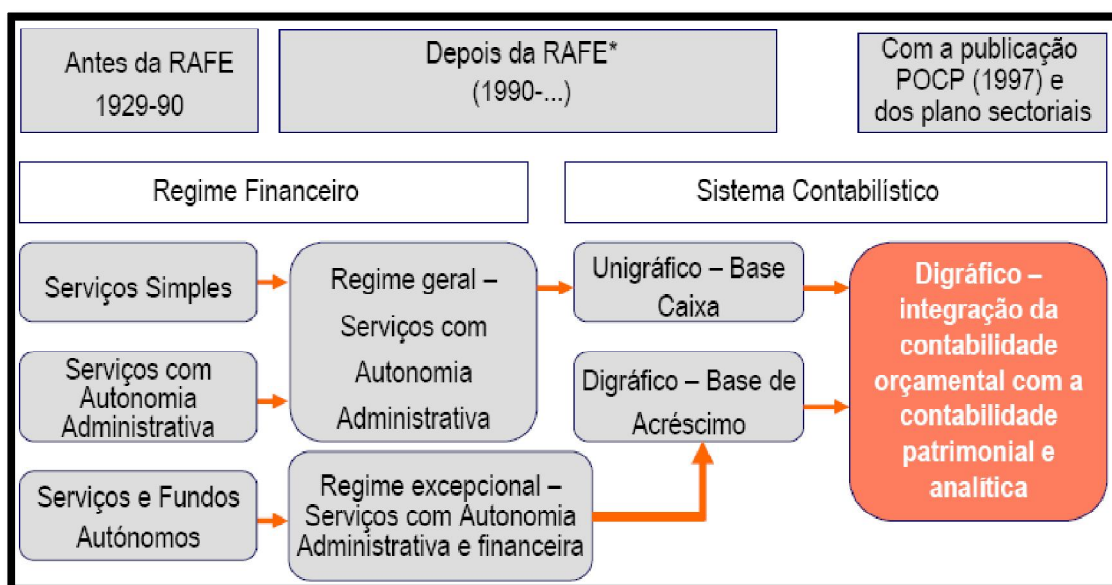 Antes da RAFE
1929-90
Depois da RAFE*
(1990-...)
Com a publicação
POCP (1997) e
dos plano sectoriais
Regime Financeiro
Sistema Contabilístico
Serviços Simples
Serviços com
Autonomia
Administrativa
Serviços e Fundos
Autónomos
Regime geral –
Serviços com
Autonomia
Administrativa
Regime excepcional –
Serviços com Autonomia
Administrativa e financeira
Unigráfico – Base
Caixa
Digráfico – Base de
Acréscimo
Digráfico –
integração da
contabilidade
orçamental com a
contabilidade
patrimonial e
analítica